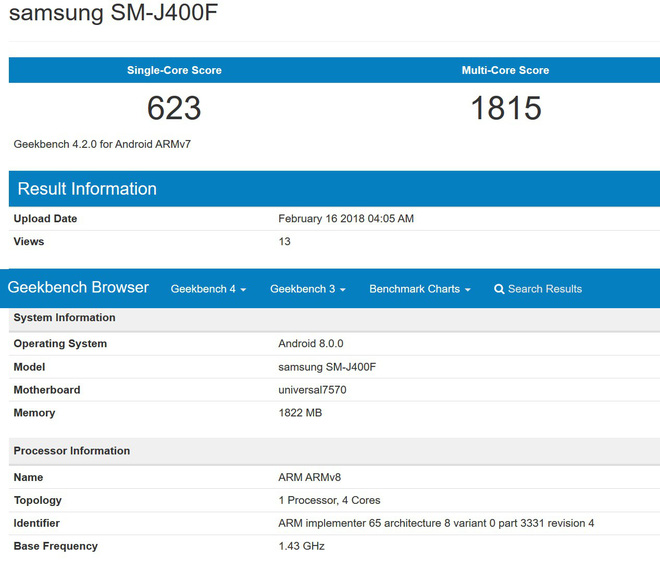 samsung SM-J400F
Single-Core Score Multi-Core Score
623 1815
Geekbench 4.2.0 for Android ARMv7
Result Information
Upload Date February 16 2018 04:05 AM
Views 13
Geekbench Browser Geekbench 4 Geekbench 3 Benchmark Charts Search Results
System Information
Operating System Android 8.0.0
Model samsung SM-J400F
Motherboard universal7570
Memory 1822 MB
Processor Information
Name ARM ARMv8
Topology 1 Processor, 4 Cores
Identifier ARM implementer 65 architecture 8 variant 0 part 3331 revision 4
Base Frequency 1.43 GHz